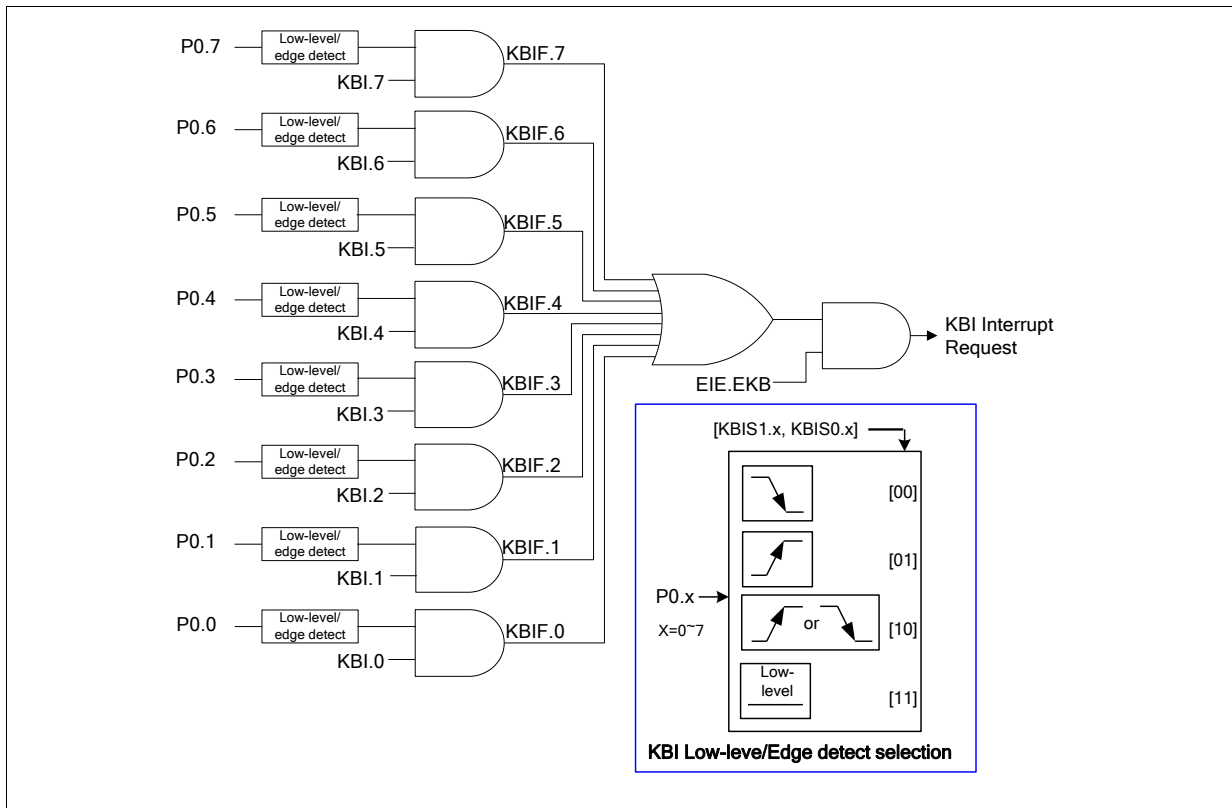 P0.7
Low-level/
edge detect
KBI.7
KBIF.7
P0.6
Low-level/
edge detect
KBI.6
KBIF.6
P0.5
Low-level/
edge detect
KBI.5
KBIF.5
P0.4
Low-level/
edge detect
KBI.4
KBIF.4
P0.3
Low-level/
edge detect
KBI.3
KBIF.3
P0.2
Low-level/
edge detect
KBI.2
KBIF.2
P0.1
Low-level/
edge detect
KBI.1
KBIF.1
P0.0
Low-level/
edge detect
KBI.0
KBIF.0
EIE.EKB
KBI Interrupt
Request
[KBIS1.x, KBIS0.x]
[00]
[01]
P0.x
X=0~7
or
[10]
Low-
level
[11]
KBI Low-leve/Edge detect selection